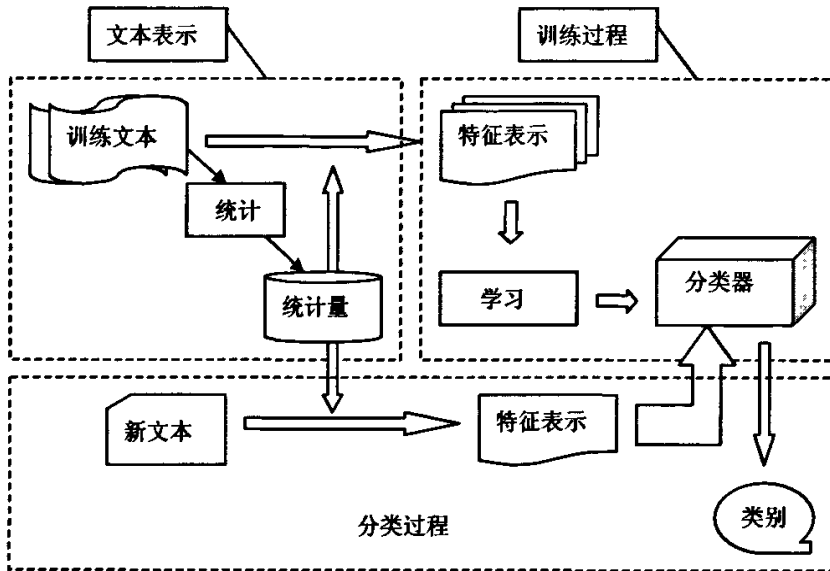 文本表示
训练过程
训练文本
特征表示
统计
统计量
学习
分类器
新文本
特征表示
分类过程
类别